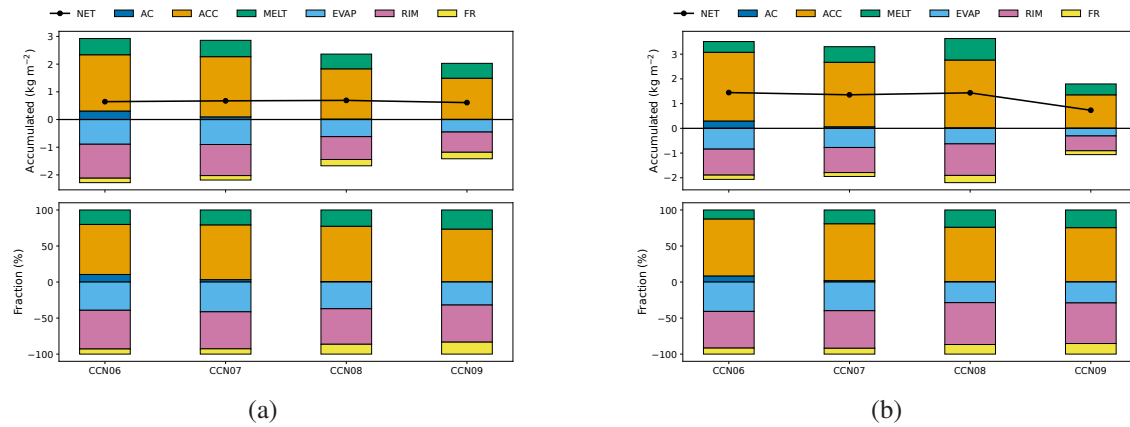 NET AC ACC MELT EVAP RIM FR
Accumulated (kg m⁻²)
3
2
1
0
−1
−2
Fraction (%)
100
50
0
−50
−100
CCN06 CCN07 CCN08 CCN09
(a)
NET AC ACC MELT EVAP RIM FR
Accumulated (kg m⁻²)
3
2
1
0
−1
−2
Fraction (%)
100
50
0
−50
−100
CCN06 CCN07 CCN08 CCN09
(b)